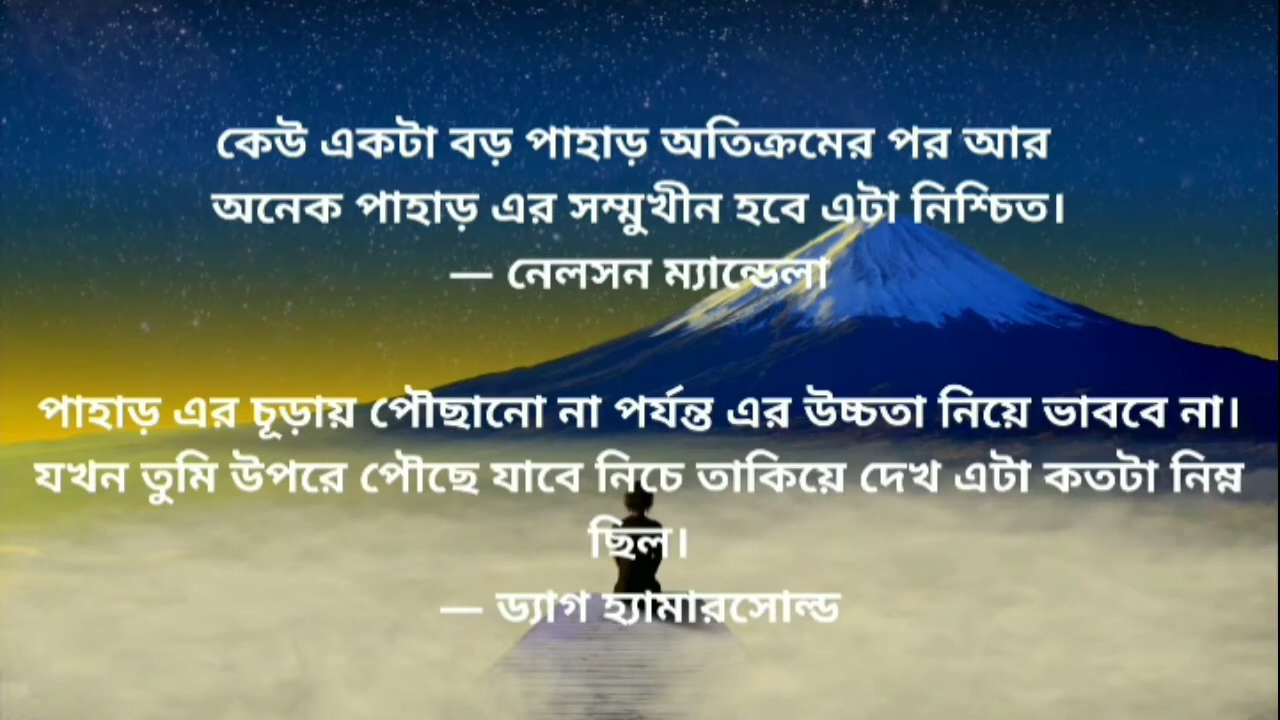 কেউ একটা বড় পাহাড় অতিক্রমের পর আর
অনেক পাহাড় এর সম্মুখীন হবে এটা নিশ্চিত।
— নেলসন ম্যান্ডেলা
পাহাড় এর চূড়ায় পৌছানো না পর্যন্ত এর উচ্চতা নিয়ে ভাববে না।
যখন তুমি উপরে পৌছে যাবে নিচে তাকিয়ে দেখ এটা কতটা নিম্ন
ছিল।
— ড্যাগ হ্যামারসোল্ড